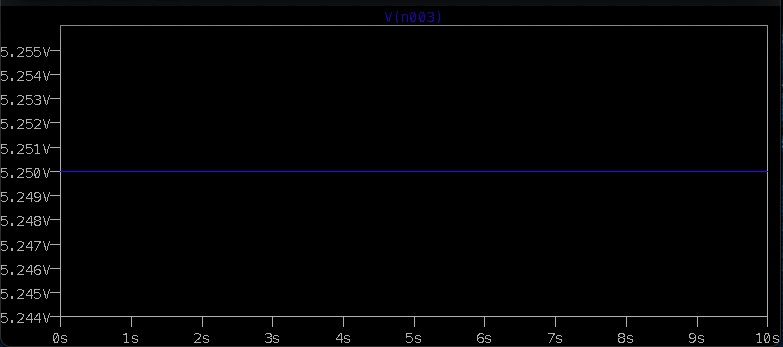 V(n003)
5.255V
5.254V
5.253V
5.252V
5.251V
5.250V
5.249V
5.248V
5.247V
5.246V
5.245V
5.244V
0s 1s 2s 3s 4s 5s 6s 7s 8s 9s 10s